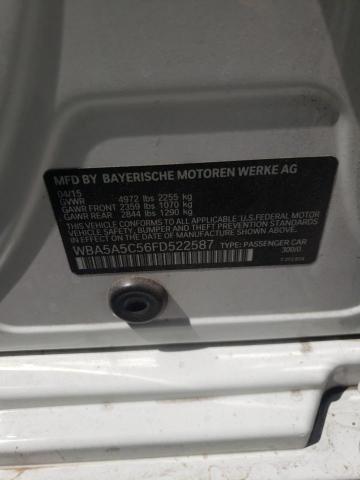 MFD BY BAYERISCHE MOTOREN WERKE AG
04/15
GVWR 4972 lbs 2255 kg
GAWR FRONT 2359 lbs 1070 kg
GAWR REAR 2844 lbs 1290 kg
THIS VEHICLE CONFORMS TO
ALL APPLICABLE U.S.FEDERAL MOTOR
VEHICLE SAFETY, BUMPER, AND THEFT
PREVENTION STANDARDS IN EFFECT ON THE
DATE OF MANUFACTURE SHOWN ABOVE.
WBA5A5C56FD522587 TYPE: PASSENGER CAR
300/0